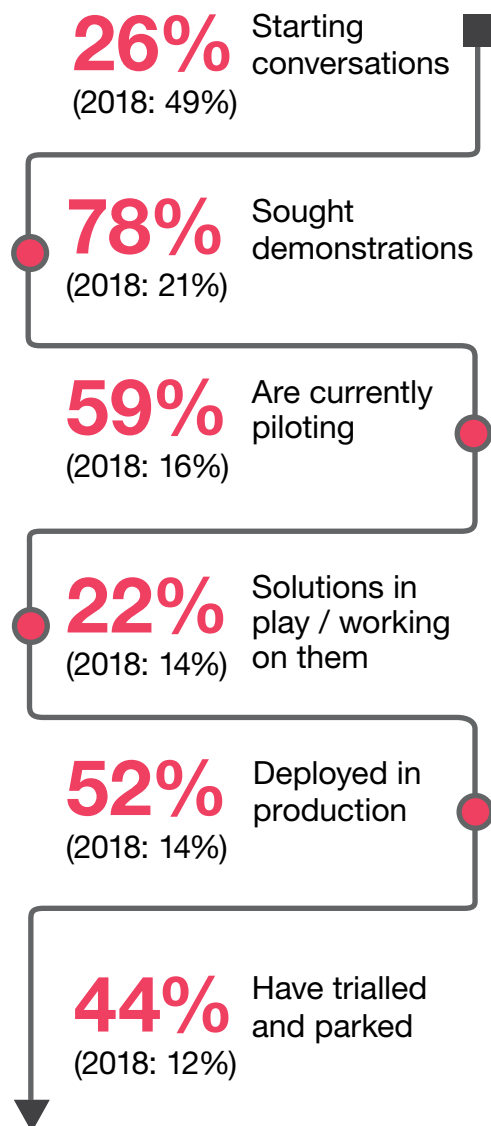 26%
(2018: 49%)
Starting
conversations
78%
(2018: 21%)
Sought
demonstrations
59%
(2018: 16%)
Are currently
piloting
22%
(2018: 14%)
Solutions in
play / working
on them
52%
(2018: 14%)
Deployed in
production
44%
(2018: 12%)
Have trialled
and parked